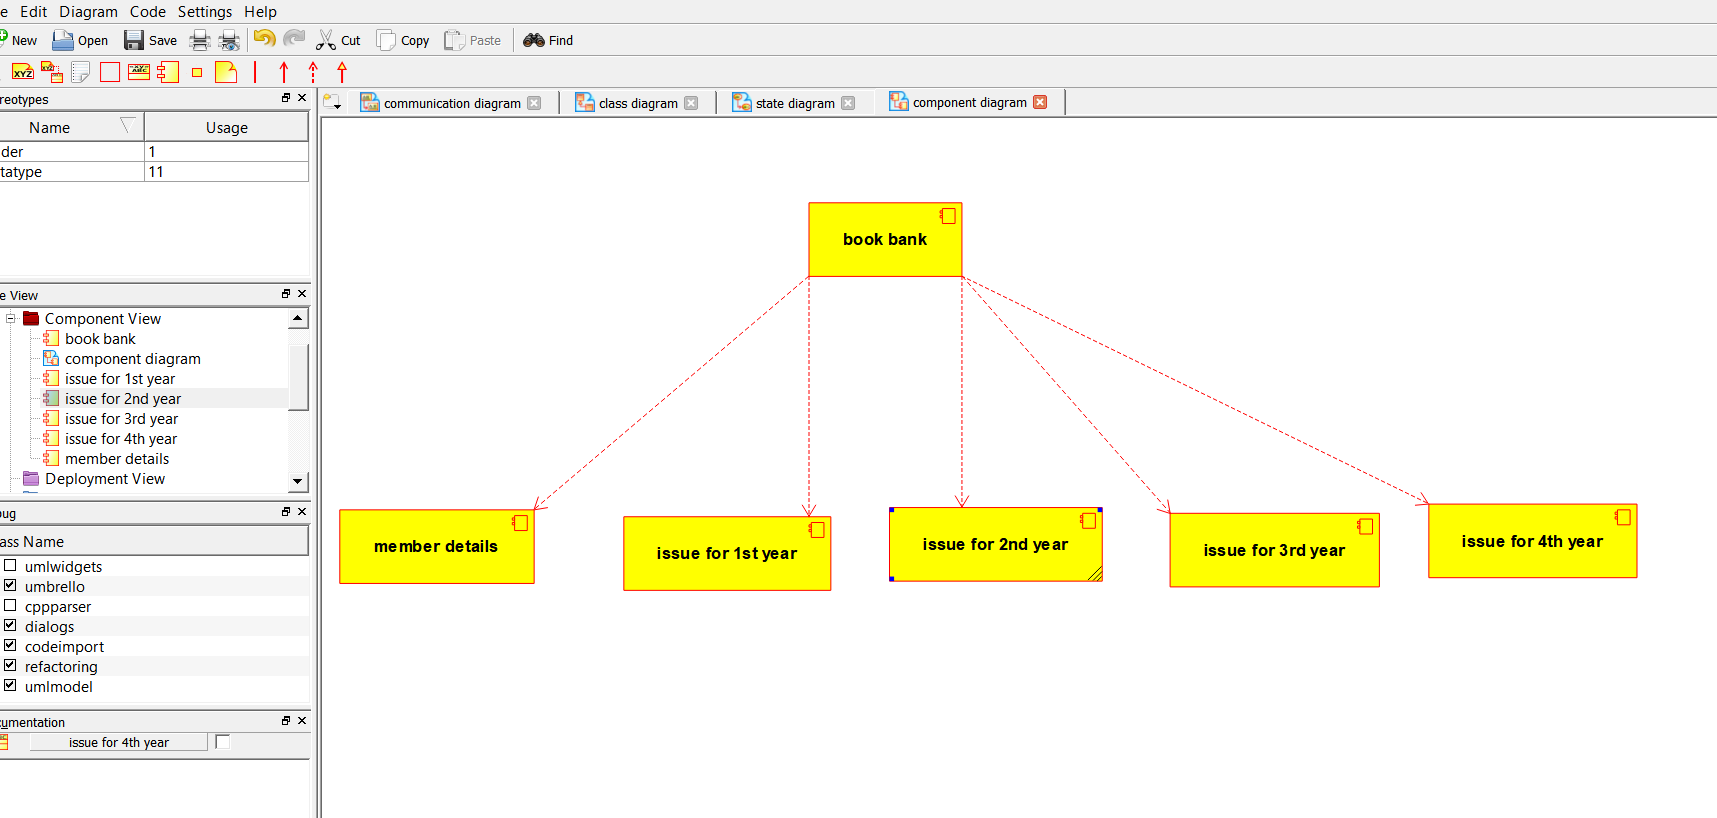 e Edit Diagram Code Settings Help
New Open Save Cut Copy Paste Find
XYZ XYZ ABC
reotypes
communication diagram class diagram state diagram component diagram
Name Usage
der 1
tatype 11
book bank
e View
Component View
book bank
component diagram
issue for 1st year
issue for 2nd year
issue for 3rd year
issue for 4th year
member details
Deployment View
member details issue for 1st year issue for 2nd year issue for 3rd year issue for 4th year
bug
ass Name
umlwidgets
umbrello
cppparser
dialogs
codeimport
refactoring
umlmodel
cumentation
issue for 4th year